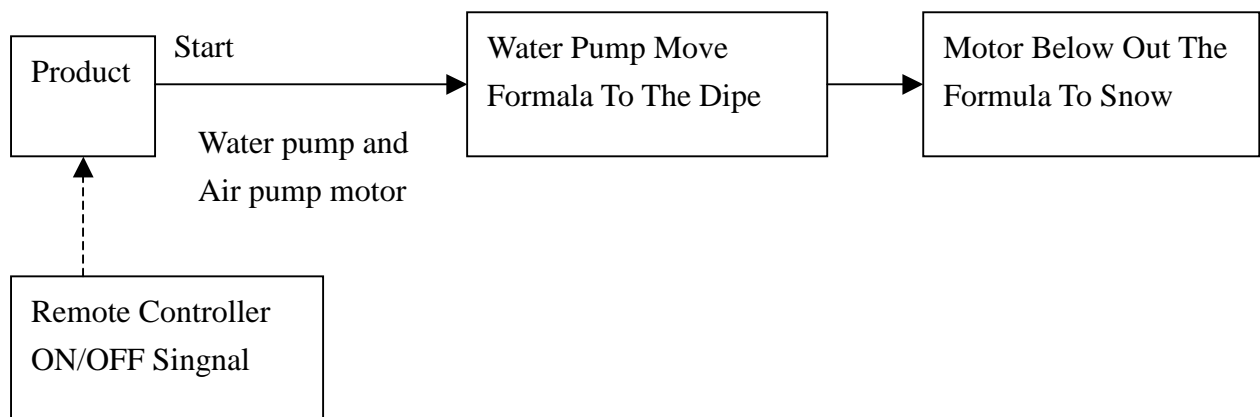 Product
Start
Water pump and
Air pump motor
Water Pump Move
Formala To The Dipe
Motor Below Out The
Formula To Snow
Remote Controller
ON/OFF Singnal